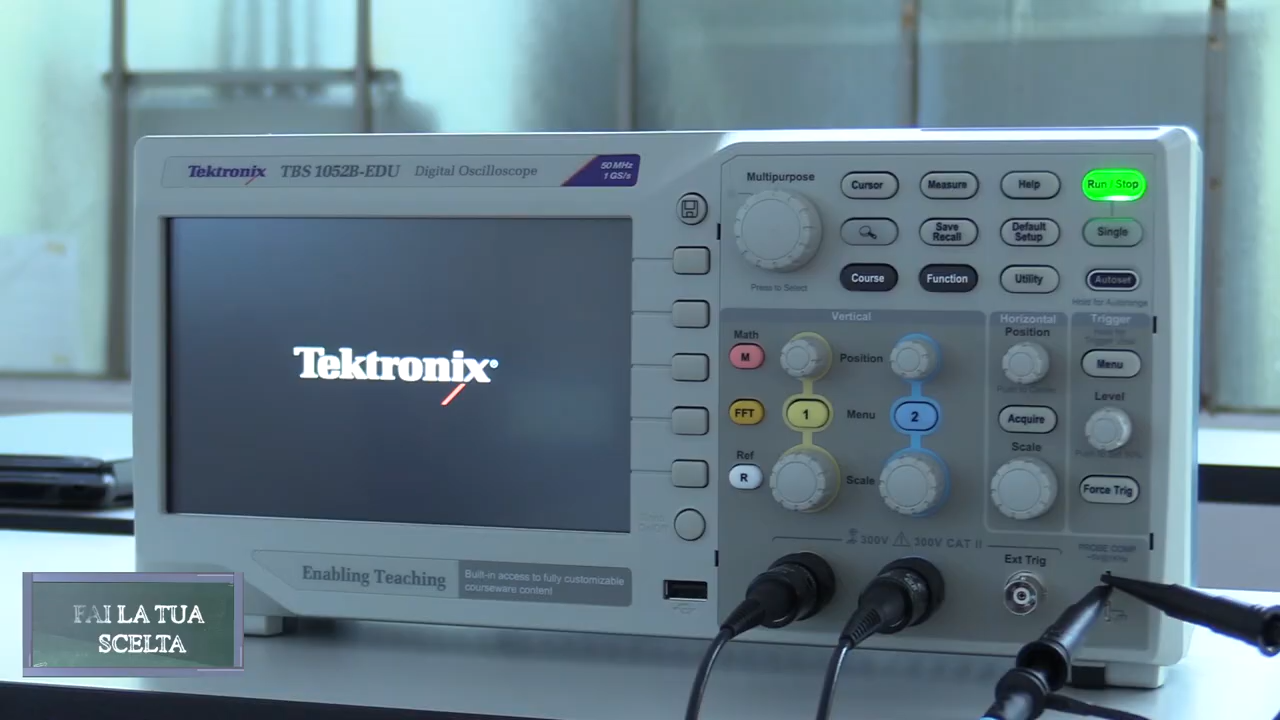 Tektronix TBS 1052B-EDU Digital Oscilloscope
50 MHz
1 GS/s
Multipurpose
Press to Select
Cursor
Measure
Help
Run / Stop
Save
Recall
Default
Setup
Single
Course
Function
Utility
Autoset
Hold for Autorange
Tektronix®
Vertical
Horizontal
Trigger
Math
M
Position
Position
Menu
FFT
1
Menu
2
Acquire
Level
Ref
R
Scale
Scale
Force Trig
300V
300V CAT II
Ext Trig
PROBE COMP
Enabling Teaching
Built-in access to fully customizable
courseware content
FAI LA TUA
SCELTA